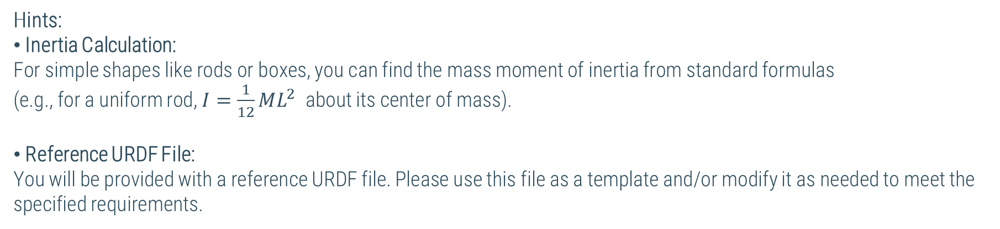 Hints:
• Inertia Calculation:
For simple shapes like rods or boxes, you can find the mass moment of inertia from standard formulas
(e.g., for a uniform rod, I = 1/12 ML² about its center of mass).
• Reference URDF File:
You will be provided with a reference URDF file. Please use this file as a template and/or modify it as needed to meet the
specified requirements.